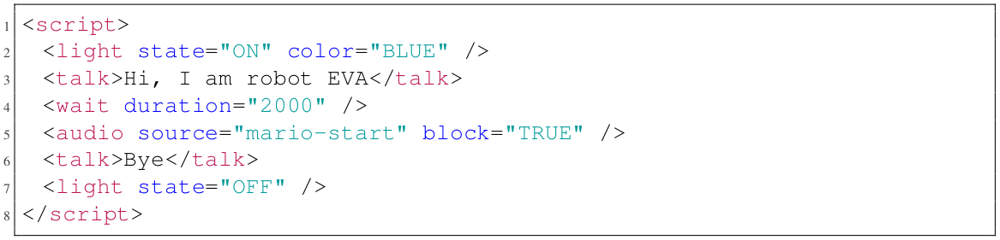 1 <script>
2 <light state="ON" color="BLUE" />
3 <talk>Hi, I am robot EVA</talk>
4 <wait duration="2000" />
5 <audio source="mario-start" block="TRUE" />
6 <talk>Bye</talk>
7 <light state="OFF" />
8 </script>